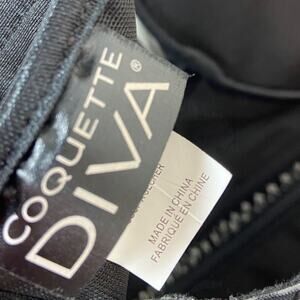 COQUETTE
DIVA®
MADE IN CHINA
FABRIQUÉ EN CHINE